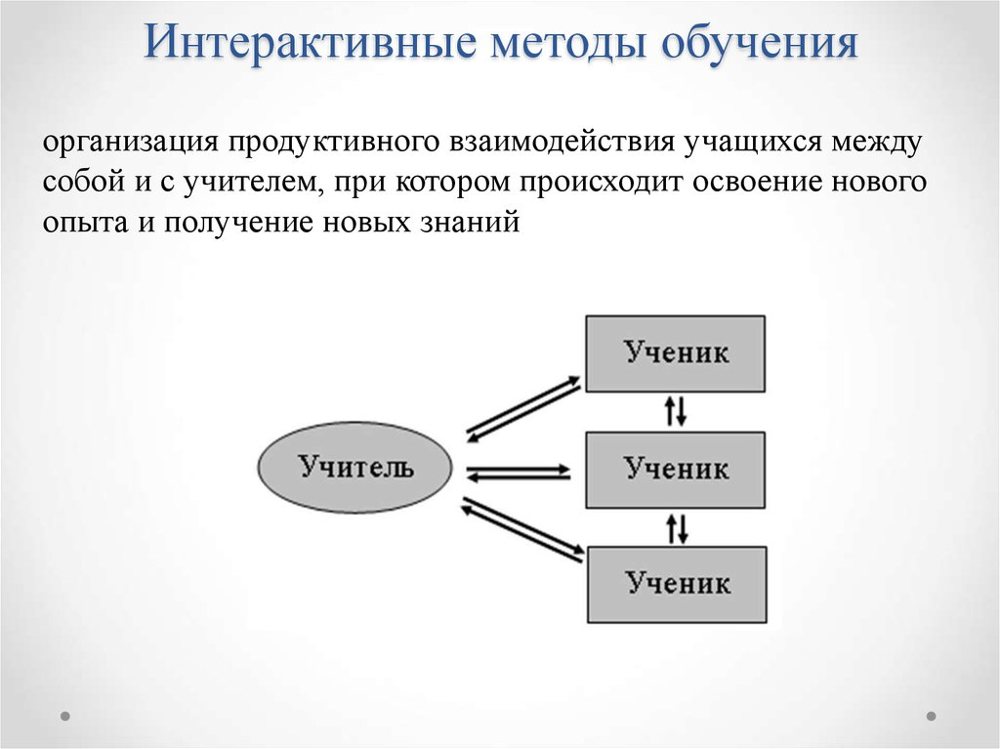 Интерактивные методы обучения
организация продуктивного взаимодействия учащихся между
собой и с учителем, при котором происходит освоение нового
опыта и получение новых знаний
Ученик
Учитель
Ученик
Ученик